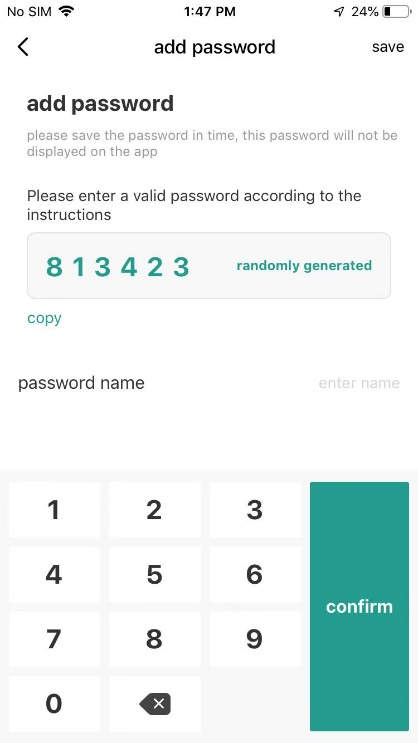 No SIM 1:47 PM 24%
add password save
add password
please save the password in time, this password will not be
displayed on the app
Please enter a valid password according to the
instructions
8 1 3 4 2 3 randomly generated
copy
password name enter name
1 2 3
4 5 6
confirm
7 8 9
0